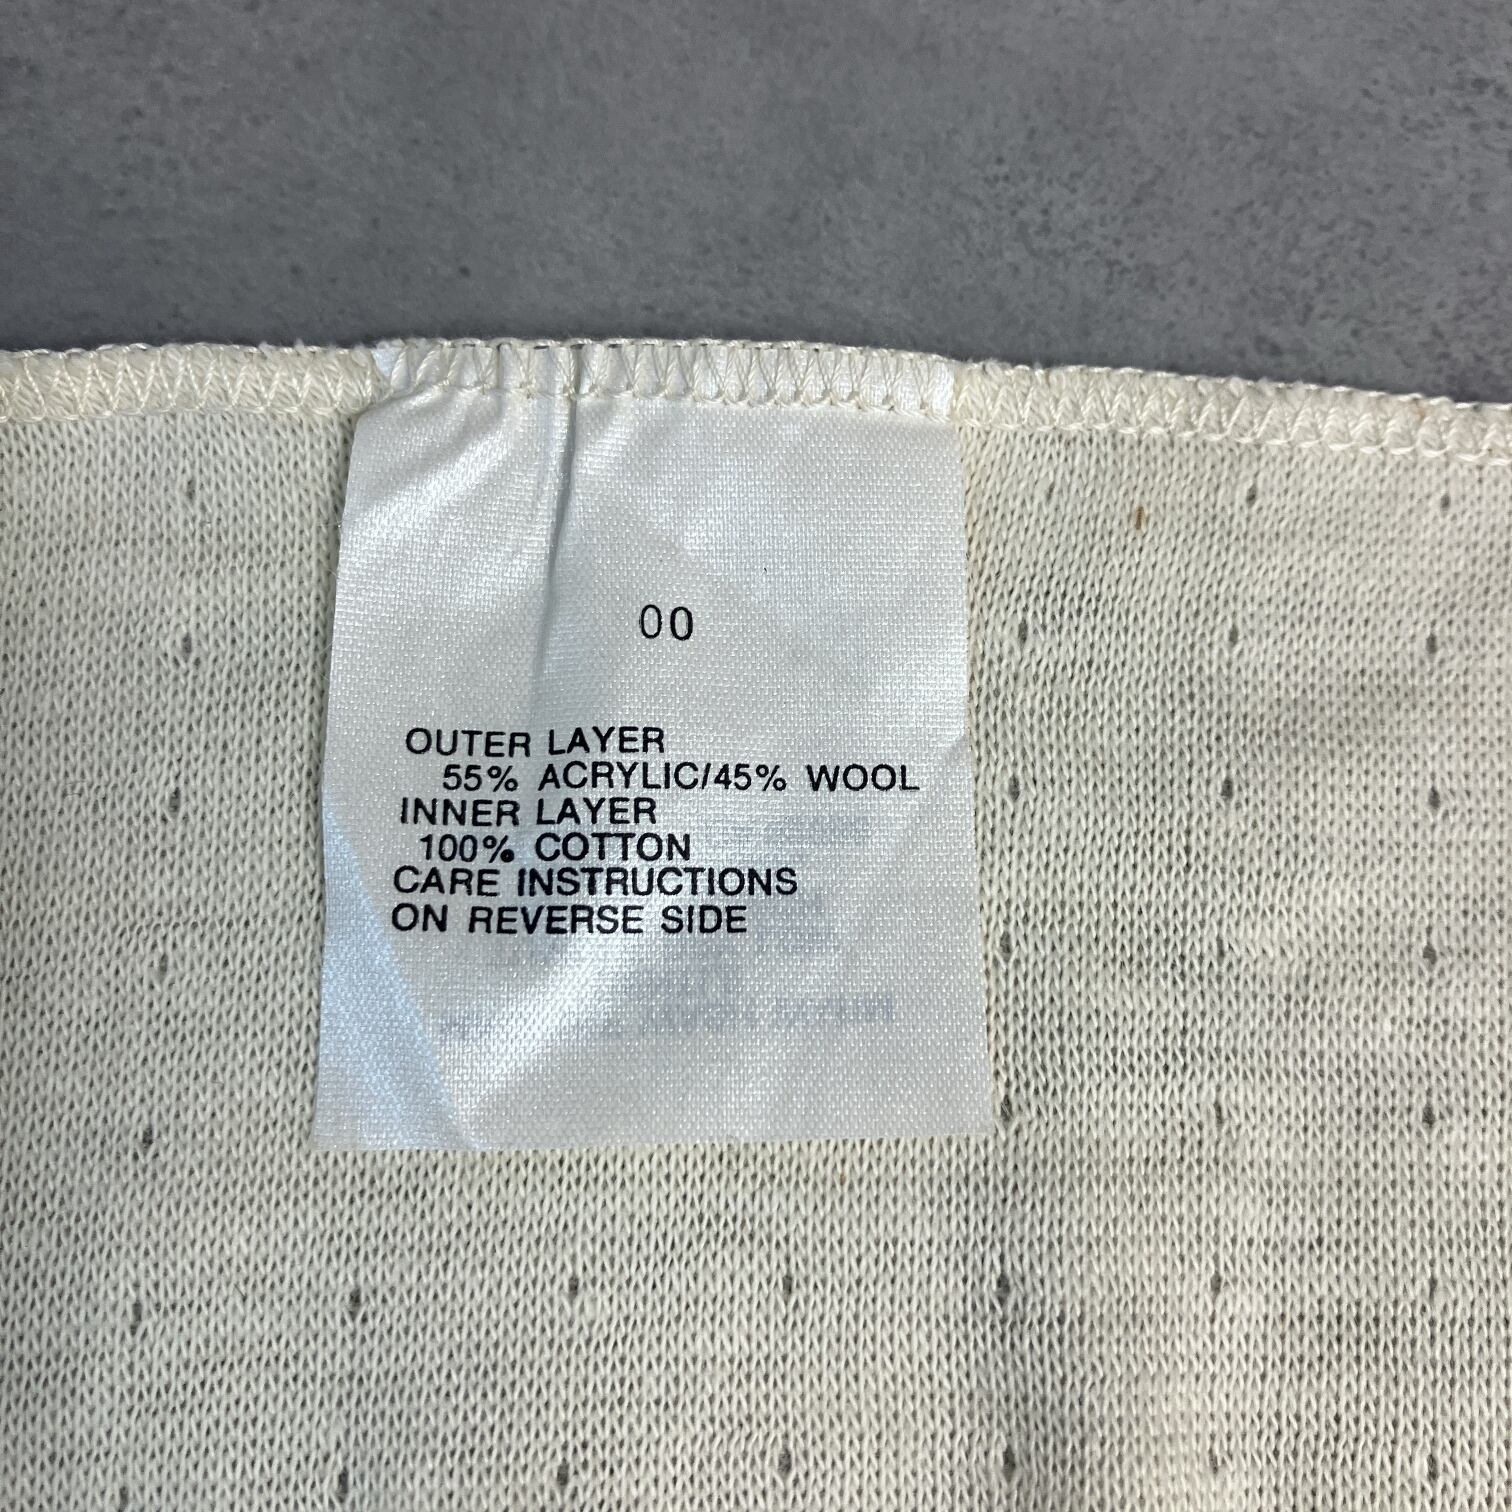 00
OUTER LAYER
55% ACRYLIC/45% WOOL
INNER LAYER
100% COTTON
CARE INSTRUCTIONS
ON REVERSE SIDE